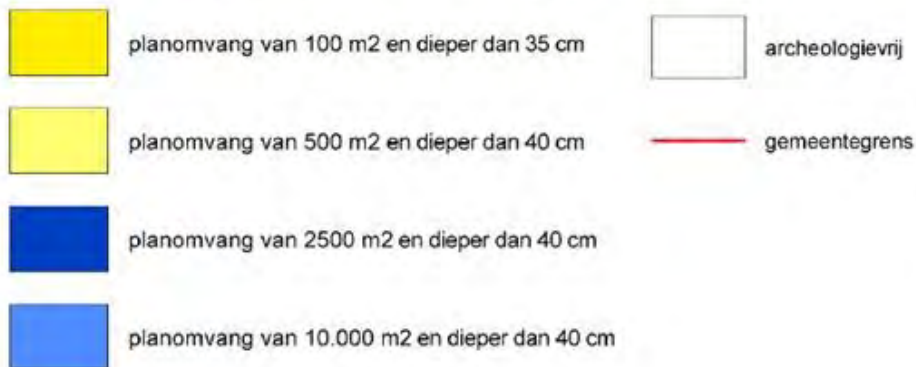 planomvang van 100 m2 en dieper dan 35 cm
planomvang van 500 m2 en dieper dan 40 cm
planomvang van 2500 m2 en dieper dan 40 cm
planomvang van 10.000 m2 en dieper dan 40 cm
archeologievrij
gemeentegrens